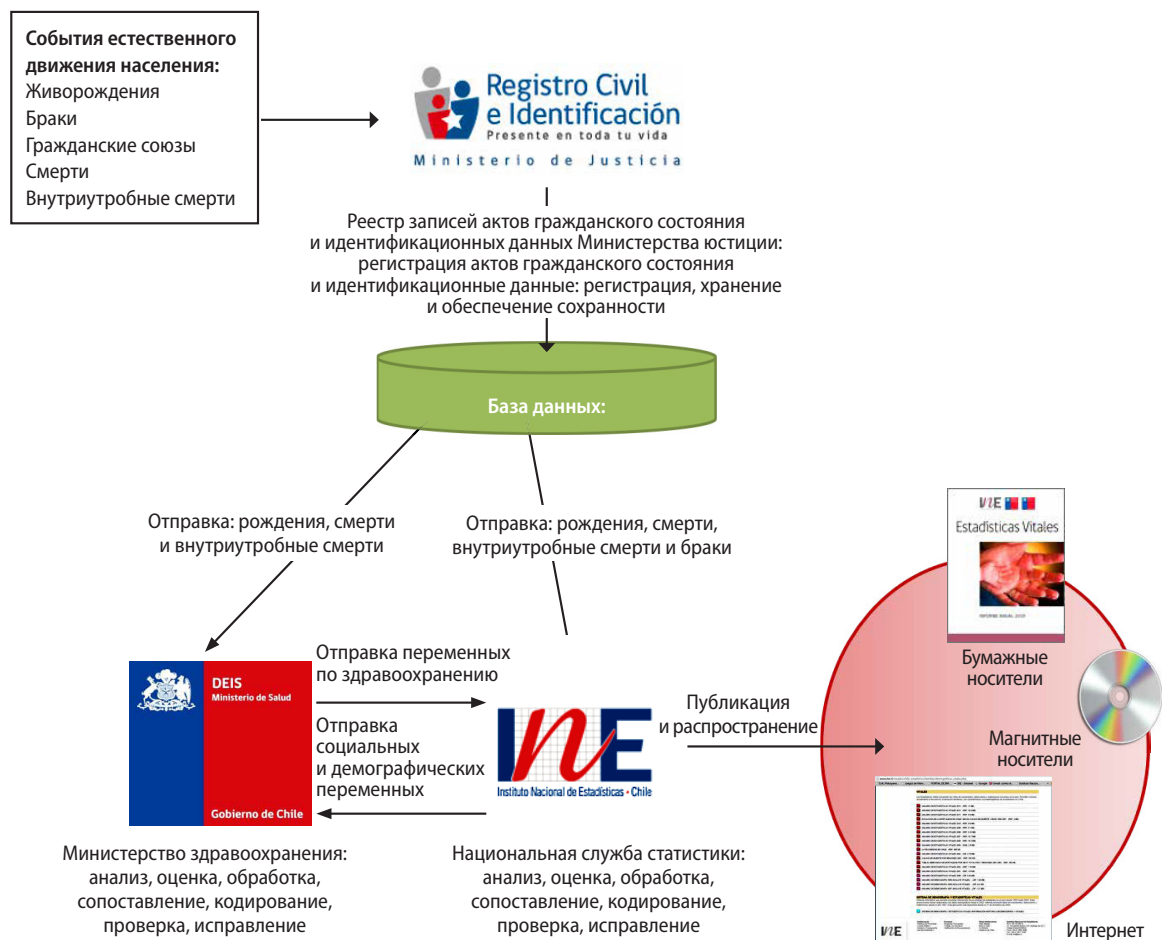 События естественного
движения населения:
Живорождения
Браки
Гражданские союзы
Смерти
Внутриутробные смерти
Registro Civil
e Identificación
Presente en toda tu vida
Ministerio de Justicia
Реестр записей актов гражданского состояния
и идентификационных данных Министерства юстиции:
регистрация актов гражданского состояния
и идентификационные данные: регистрация, хранение
и обеспечение сохранности
База данных:
Отправка: рождения, смерти
и внутриутробные смерти
Отправка: рождения, смерти,
внутриутробные смерти и браки
DEIS
Ministerio de Salud
Gobierno de Chile
Отправка переменных
по здравоохранению
Отправка
социальных
и демографических
переменных
INE
Instituto Nacional de Estadísticas • Chile
Публикация
и распространение
INE
Estadísticas Vitales
Бумажные
носители
Магнитные
носители
VITALES
INE
Интернет
Министерство здравоохранения:
анализ, оценка, обработка,
сопоставление, кодирование,
проверка, исправление
Национальная служба статистики:
анализ, оценка, обработка,
сопоставление, кодирование,
проверка, исправление